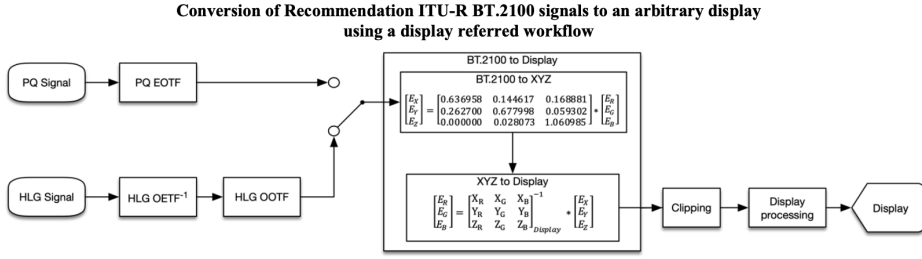 Conversion of Recommendation ITU-R BT.2100 signals to an arbitrary display
using a display referred workflow
BT.2100 to Display
BT.2100 to XYZ
PQ Signal
PQ EOTF
[E_X] [0.636958 0.144617 0.168881] [E_R]
[E_Y] = [0.262700 0.677998 0.059302] * [E_G]
[E_Z] [0.000000 0.028073 1.060985] [E_B]
HLG Signal
HLG OETF⁻¹
HLG OOTF
XYZ to Display
[E_R] [X_R X_G X_B]⁻¹ [E_X]
[E_G] = [Y_R Y_G Y_B] * [E_Y]
[E_B] [Z_R Z_G Z_B]_Display [E_Z]
Clipping
Display
processing
Display